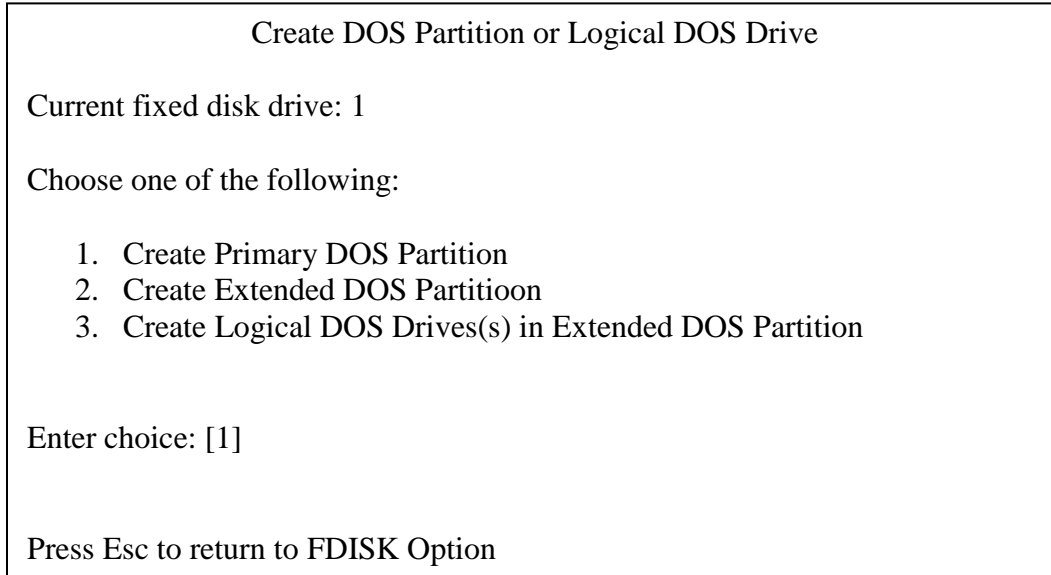 Create DOS Partition or Logical DOS Drive
Current fixed disk drive: 1
Choose one of the following:
1. Create Primary DOS Partition
2. Create Extended DOS Partitioon
3. Create Logical DOS Drives(s) in Extended DOS Partition
Enter choice: [1]
Press Esc to return to FDISK Option